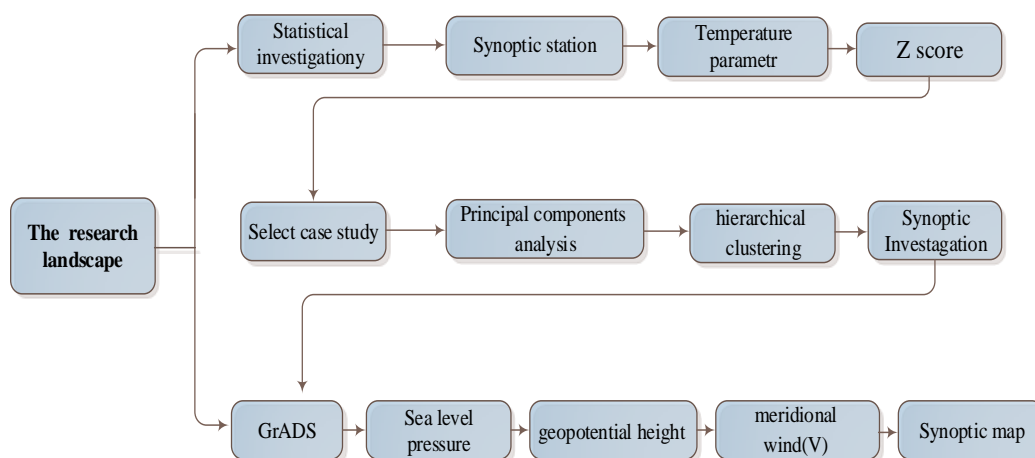 Statistical
investigationy
Synoptic station
Temperature
parametr
Z score
The research
landscape
Select case study
Principal components
analysis
hierarchical
clustering
Synoptic
Investagation
GrADS
Sea level
pressure
geopotential height
meridional
wind(V)
Synoptic map